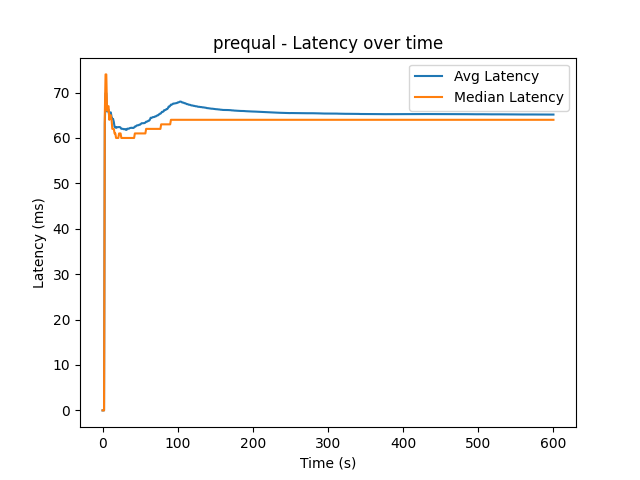 prequal - Latency over time
Avg Latency
Median Latency
Latency (ms)
70
60
50
40
30
20
10
0
0 100 200 300 400 500 600
Time (s)